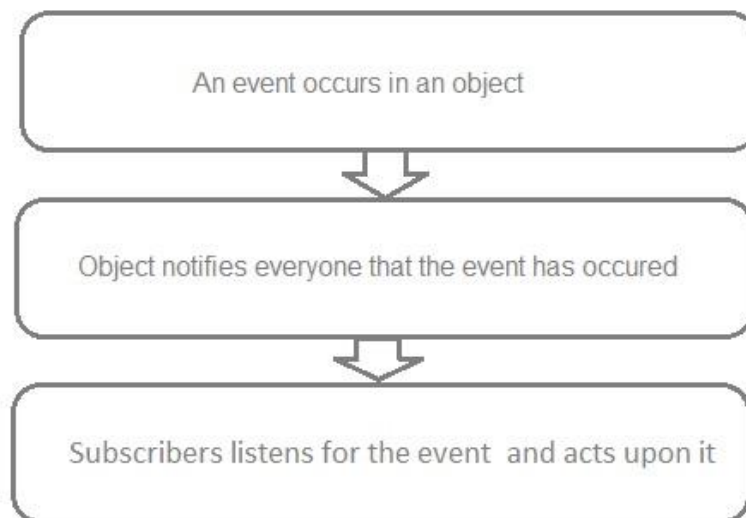 An event occurs in an object
Object notifies everyone that the event has occured
Subscribers listens for the event and acts upon it